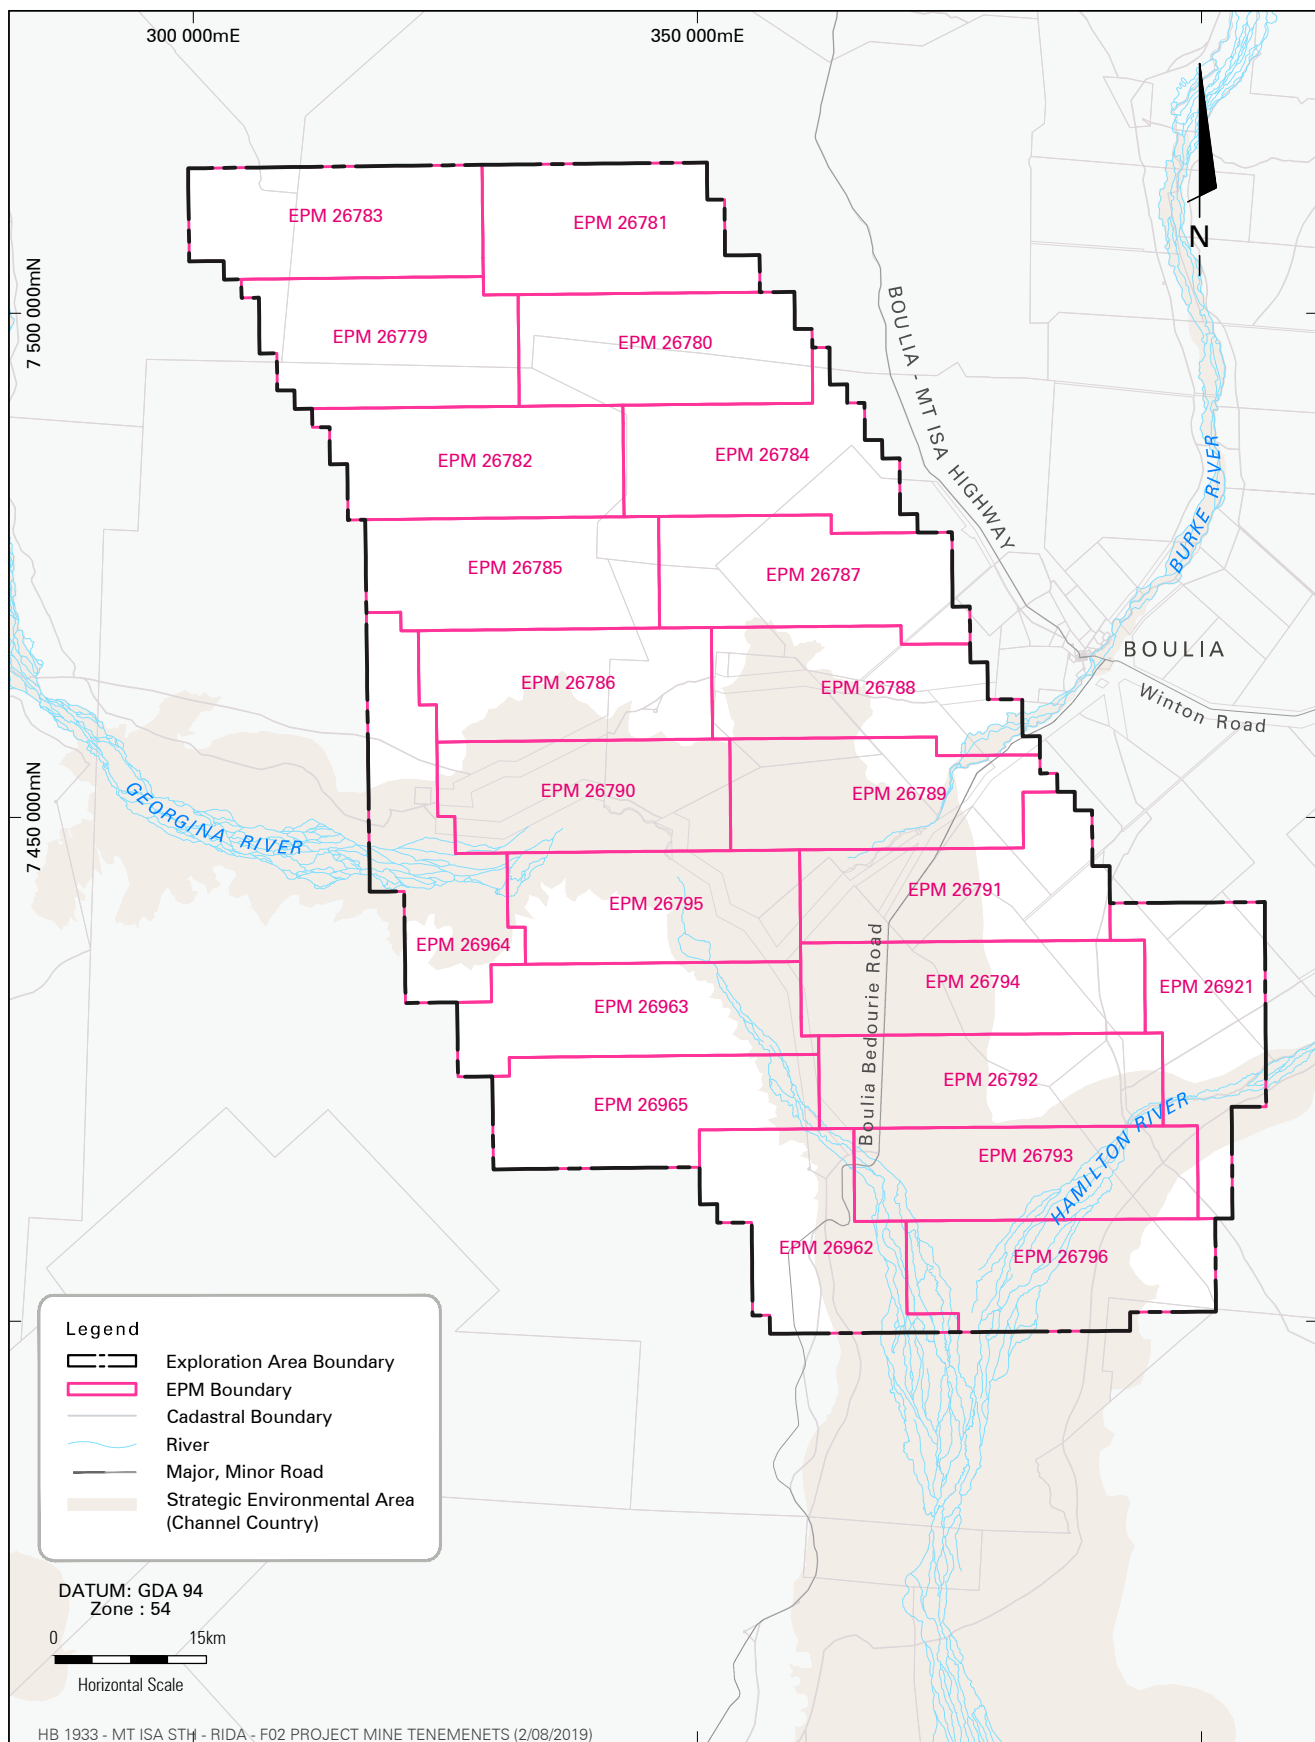 300 000mE
350 000mE
7 500 000mN
7 450 000mN
N
EPM 26783
EPM 26781
EPM 26779
EPM 26780
EPM 26782
EPM 26784
EPM 26785
EPM 26787
EPM 26786
EPM 26788
EPM 26790
EPM 26789
EPM 26795
EPM 26791
EPM 26964
EPM 26794
EPM 26921
EPM 26963
EPM 26792
EPM 26965
EPM 26793
EPM 26962
EPM 26796
BOULIA - MT ISA HIGHWAY
BURKE RIVER
BOULIA
Winton Road
GEORGINA RIVER
Boulia Bedourie Road
HAMILTON RIVER
Legend
Exploration Area Boundary
EPM Boundary
Cadastral Boundary
River
Major, Minor Road
Strategic Environmental Area
(Channel Country)
DATUM: GDA 94
Zone : 54
0 15km
Horizontal Scale
HB 1933 - MT ISA STH - RIDA - F02 PROJECT MINE TENEMENETS (2/08/2019)